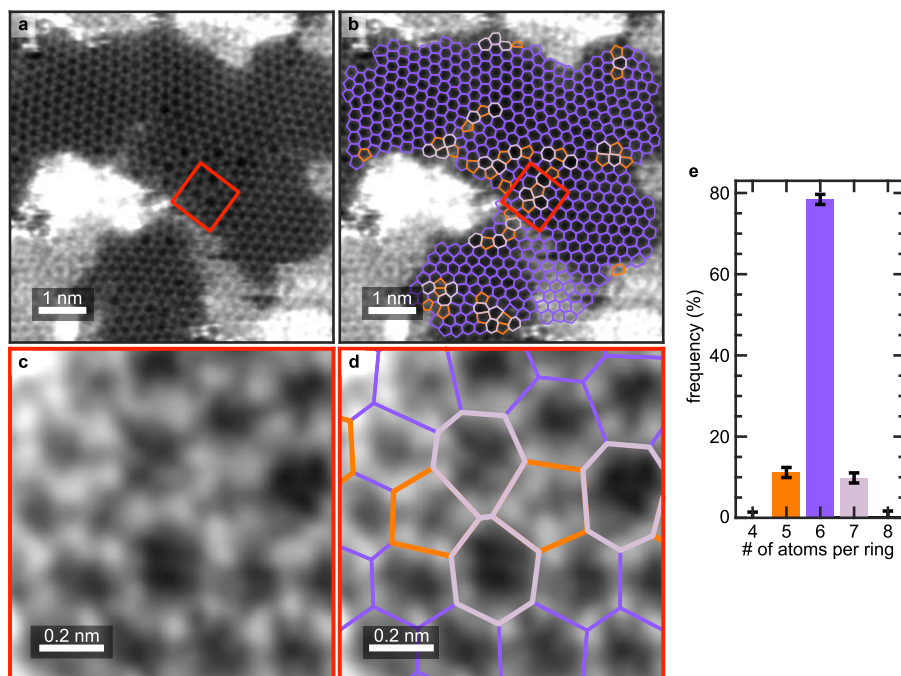 a
b
1 nm
1 nm
c
d
0.2 nm
0.2 nm
e
80
60
40
20
0
frequency (%)
4 5 6 7 8
# of atoms per ring